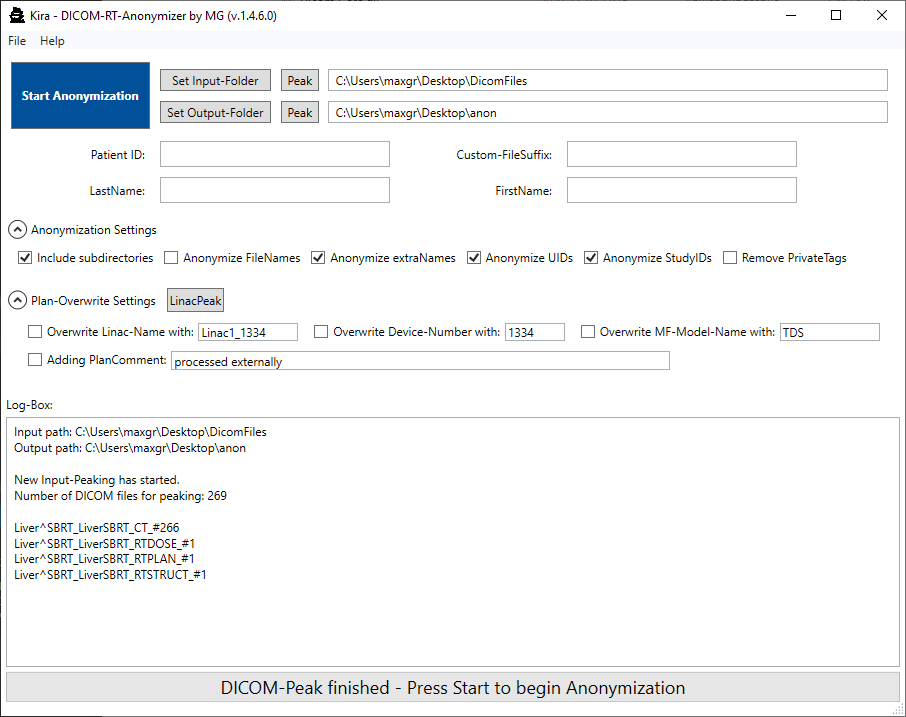 Kira - DICOM-RT-Anonymizer by MG (v.1.4.6.0)
File Help
Start Anonymization
Set Input-Folder Peak C:\Users\maxgr\Desktop\DicomFiles
Set Output-Folder Peak C:\Users\maxgr\Desktop\anon
Patient ID: Custom-FileSuffix:
LastName: FirstName:
Anonymization Settings
Include subdirectories Anonymize FileNames Anonymize extraNames Anonymize UIDs Anonymize StudyIDs Remove PrivateTags
Plan-Overwrite Settings LinacPeak
Overwrite Linac-Name with: Linac1_1334 Overwrite Device-Number with: 1334 Overwrite MF-Model-Name with: TDS
Adding PlanComment: processed externally
Log-Box:
Input path: C:\Users\maxgr\Desktop\DicomFiles
Output path: C:\Users\maxgr\Desktop\anon
New Input-Peaking has started.
Number of DICOM files for peaking: 269
Liver^SBRT_LiverSBRT_CT_#266
Liver^SBRT_LiverSBRT_RTDOSE_#1
Liver^SBRT_LiverSBRT_RTPLAN_#1
Liver^SBRT_LiverSBRT_RTSTRUCT_#1
DICOM-Peak finished - Press Start to begin Anonymization